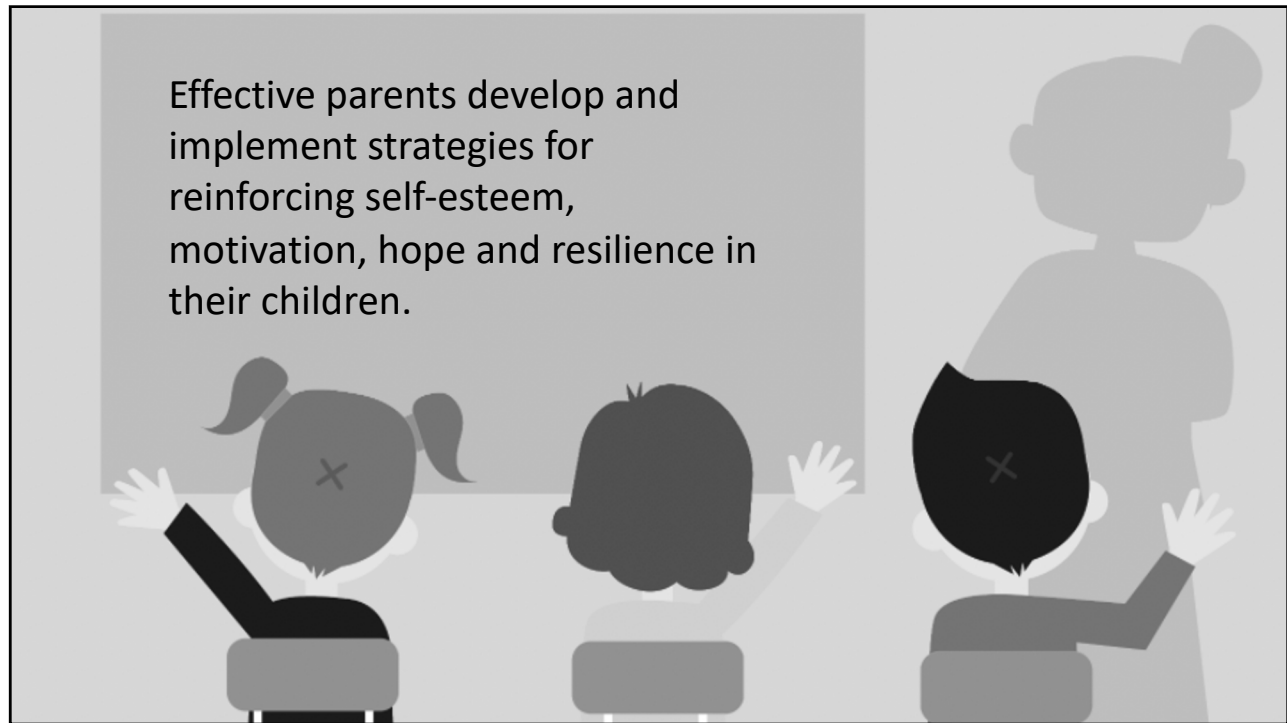 Effective parents develop and
implement strategies for
reinforcing self-esteem,
motivation, hope and resilience in
their children.